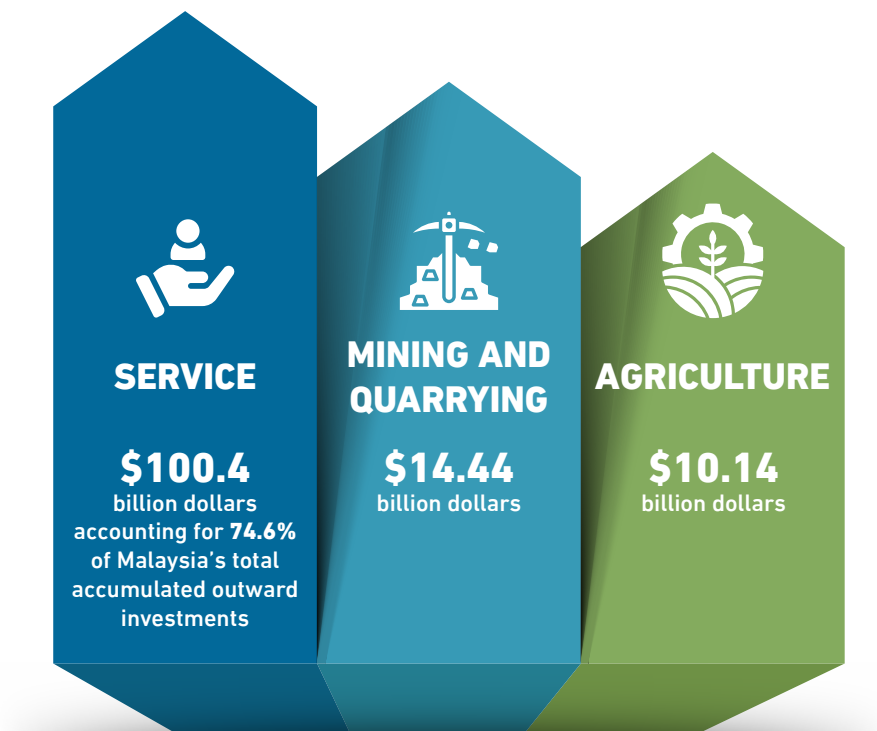 SERVICE
$100.4
billion dollars
accounting for 74.6%
of Malaysia's total
accumulated outward
investments
MINING AND
QUARRYING
$14.44
billion dollars
AGRICULTURE
$10.14
billion dollars